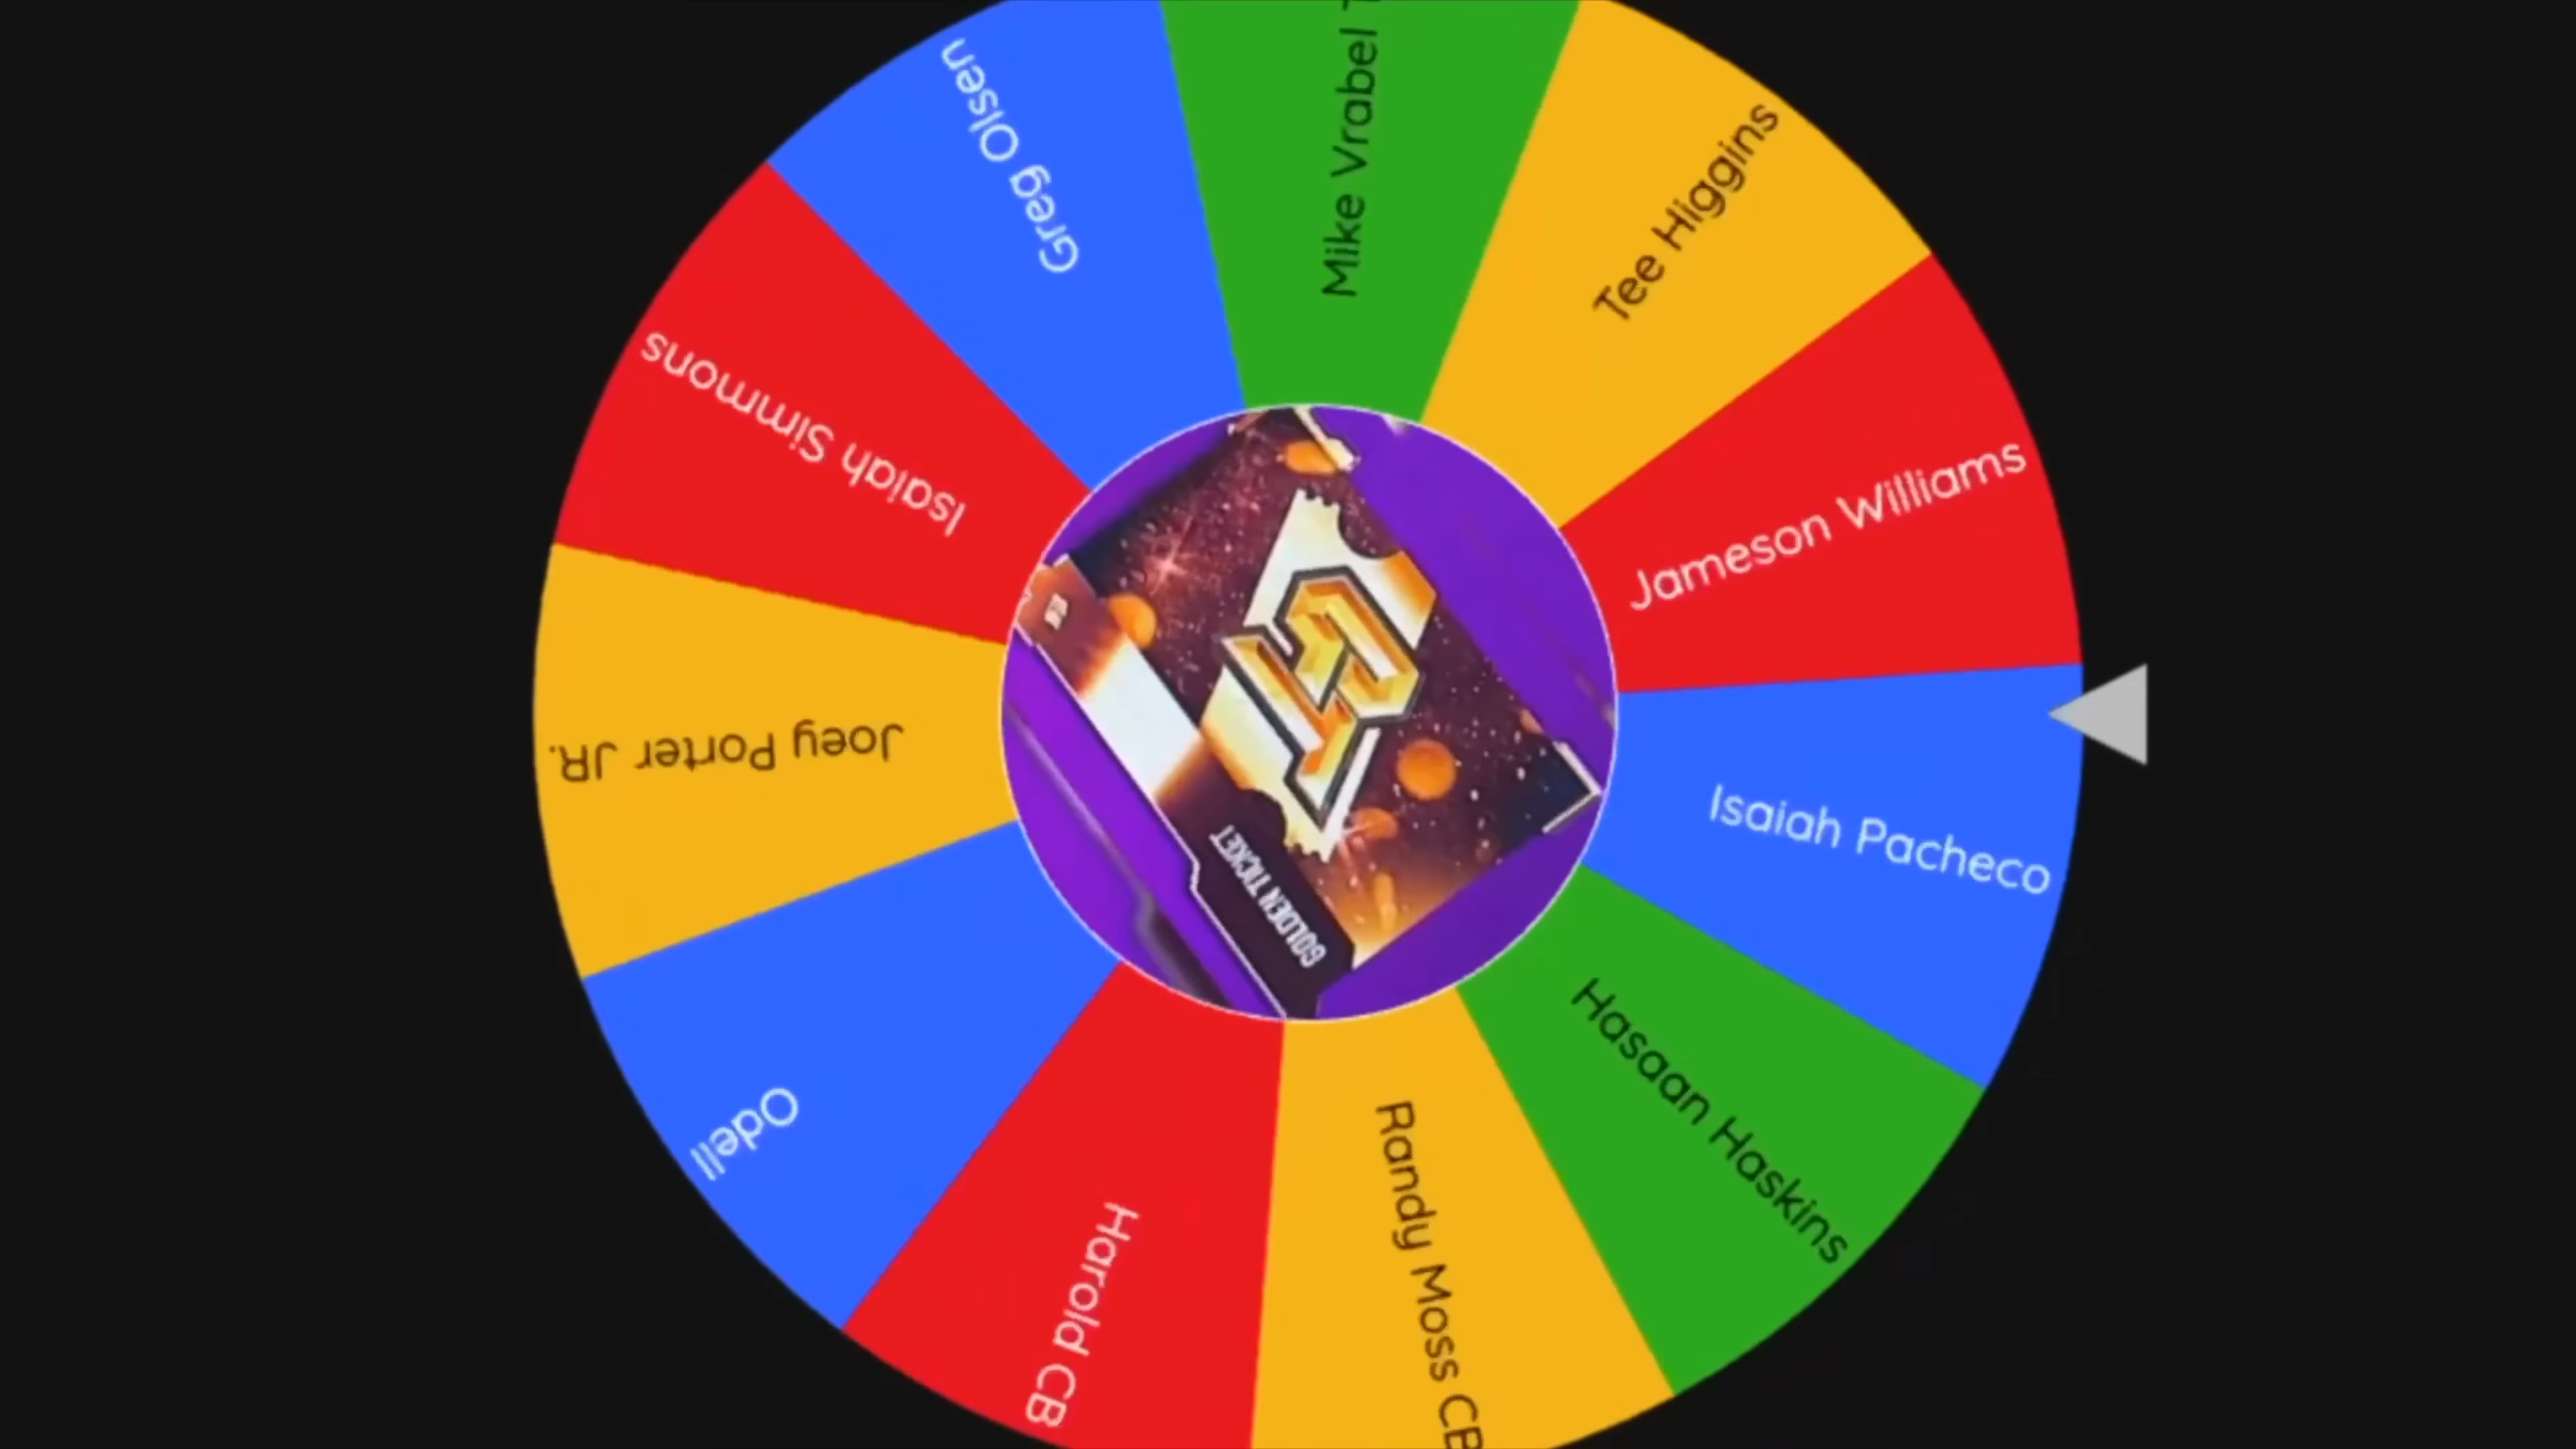 Greg Olsen
Mike Vrabel
Tee Higgins
Jameson Williams
Isaiah Pacheco
Hasaan Haskins
Randy Moss CB
Harold CB
Odell
Joey Porter JR.
Isaiah Simmons
GOLDEN TICKET